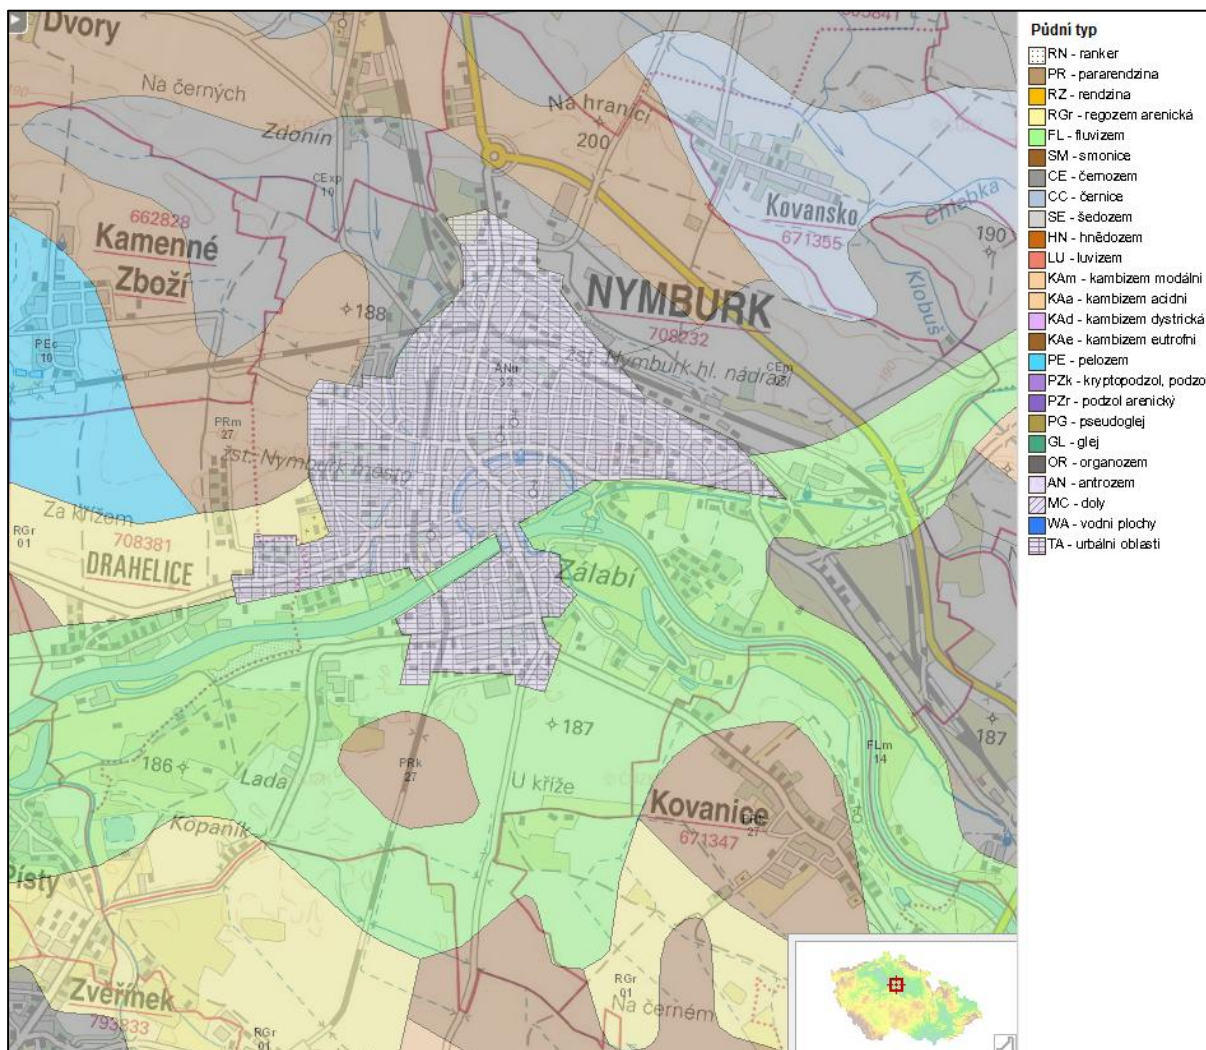 Dvory
Na černých
Zdonín
CExp
10
Na hranici
200
Kovansko
671355
Chlebka
190
Klobuš
662828
Kamenné
Zboží
188
NYMBURK
708232
žst. Nymburk hl. nádraží
CEm
PEc
10
ANu
PRm
27
žst. Nymburk město
Za křížem
708381
RGr
01
DRAHELICE
Zálabí
187
187
186
Lada
PRk
27
U kříže
FLm
14
Kovanice
671347
27
Kopaník
Písty
Zvěřínek
793833
RGr
01
RGr
01
Na černém
Půdní typ
RN - ranker
PR - pararendzina
RZ - rendzina
RGr - regozem arenická
FL - fluvizem
SM - smonice
CE - černozem
CC - černice
SE - šedozem
HN - hnědozem
LU - luvizem
KAm - kambizem modální
KAa - kambizem acidní
KAd - kambizem dystrická
KAe - kambizem eutrofní
PE - pelozem
PZk - kryptopodzol, podzo
PZr - podzol arenický
PG - pseudoglej
GL - glej
OR - organozem
AN - antrozem
MC - doly
WA - vodní plochy
TA - urbální oblasti